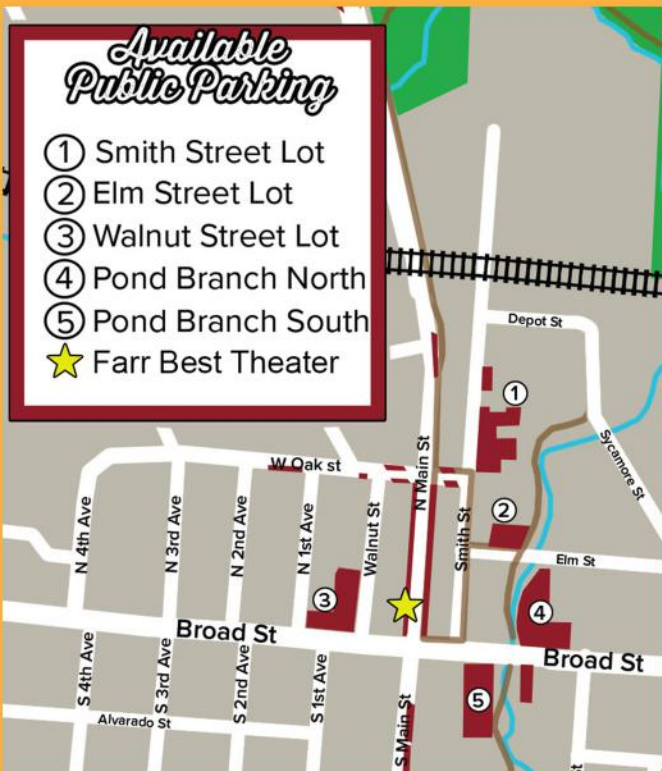 Available
Public Parking
1 Smith Street Lot
2 Elm Street Lot
3 Walnut Street Lot
4 Pond Branch North
5 Pond Branch South
Farr Best Theater
Depot St
1
Sycamore St
W Oak st
N Main St
N 4th Ave
N 3rd Ave
N 2nd Ave
N 1st Ave
Walnut St
Smith St
2
Elm St
3
4
Broad St
Broad St
S 4th Ave
S 3rd Ave
S 2nd Ave
S 1st Ave
S Main St
5
Alvarado St